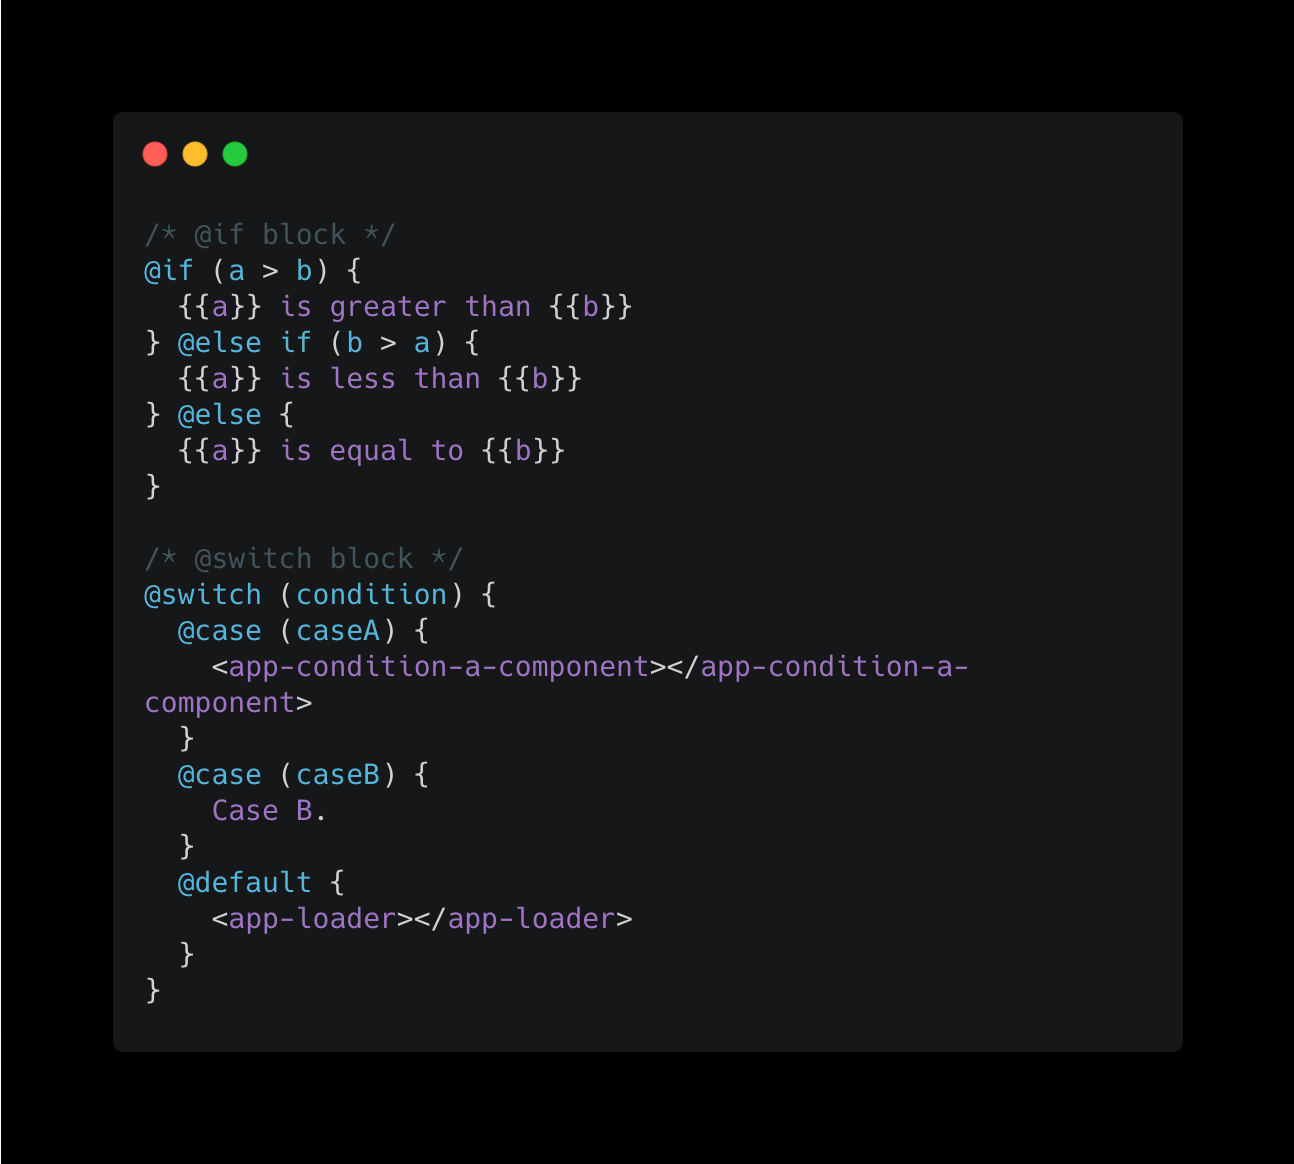 /* @if block */
@if (a > b) {
  {{a}} is greater than {{b}}
} @else if (b > a) {
  {{a}} is less than {{b}}
} @else {
  {{a}} is equal to {{b}}
}

/* @switch block */
@switch (condition) {
  @case (caseA) {
    <app-condition-a-component></app-condition-a-
component>
  }
  @case (caseB) {
    Case B.
  }
  @default {
    <app-loader></app-loader>
  }
}